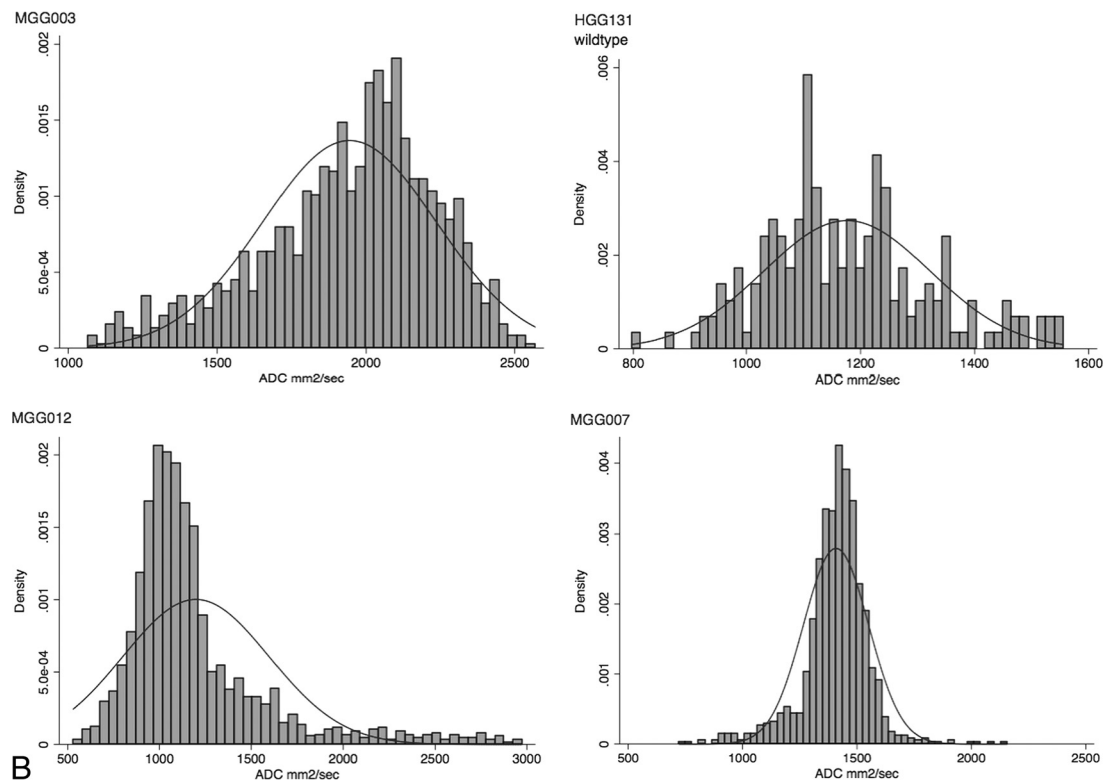 MGG003
.002
.0015
.001
5.0e-04
0
Density
1000 1500 2000 2500
ADC mm2/sec
HGG131
wildtype
.006
.004
.002
0
Density
800 1000 1200 1400 1600
ADC mm2/sec
MGG012
.002
.0015
.001
5.0e-04
0
Density
500 1000 1500 2000 2500 3000
ADC mm2/sec
MGG007
.004
.003
.002
.001
0
Density
500 1000 1500 2000 2500
ADC mm2/sec
B